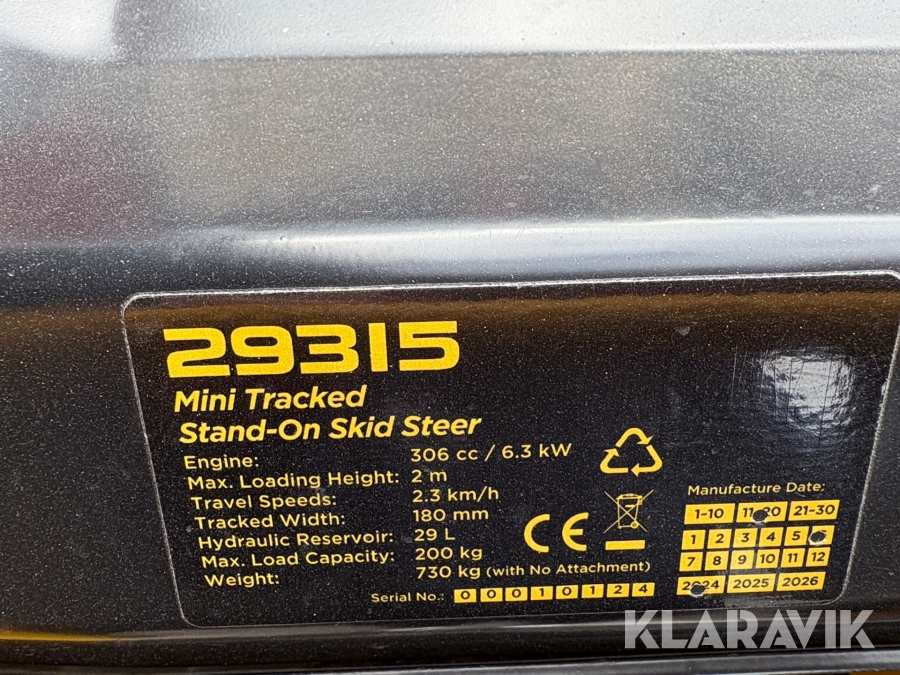 29315
Mini Tracked
Stand-On Skid Steer
Engine: 306 cc / 6.3 kW
Max. Loading Height: 2 m
Travel Speeds: 2.3 km/h
Tracked Width: 180 mm
Hydraulic Reservoir: 29 L
Max. Load Capacity: 200 kg
Weight: 730 kg (with No Attachment)
Serial No.: 0 0 0 1 0 1 2 4
CE
Manufacture Date:
1-10 11-20 21-30
1 2 3 4 5
7 8 9 10 11 12
2024 2025 2026
KLARAVIK